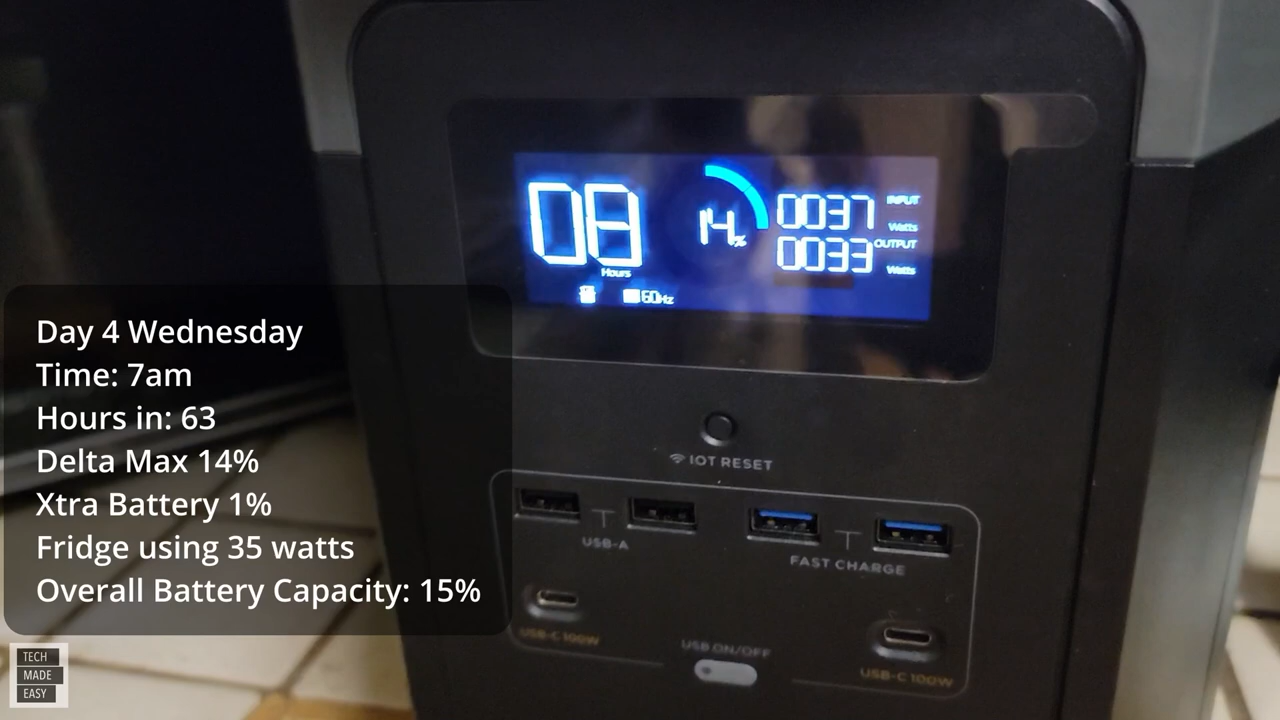 08
Hours
14%
0037
INPUT
Watts
0033
OUTPUT
Watts
60Hz
IOT RESET
USB-A
FAST CHARGE
USB-C 100W
USB ON/OFF
USB-C 100W
Day 4 Wednesday
Time: 7am
Hours in: 63
Delta Max 14%
Xtra Battery 1%
Fridge using 35 watts
Overall Battery Capacity: 15%
TECH
MADE
EASY